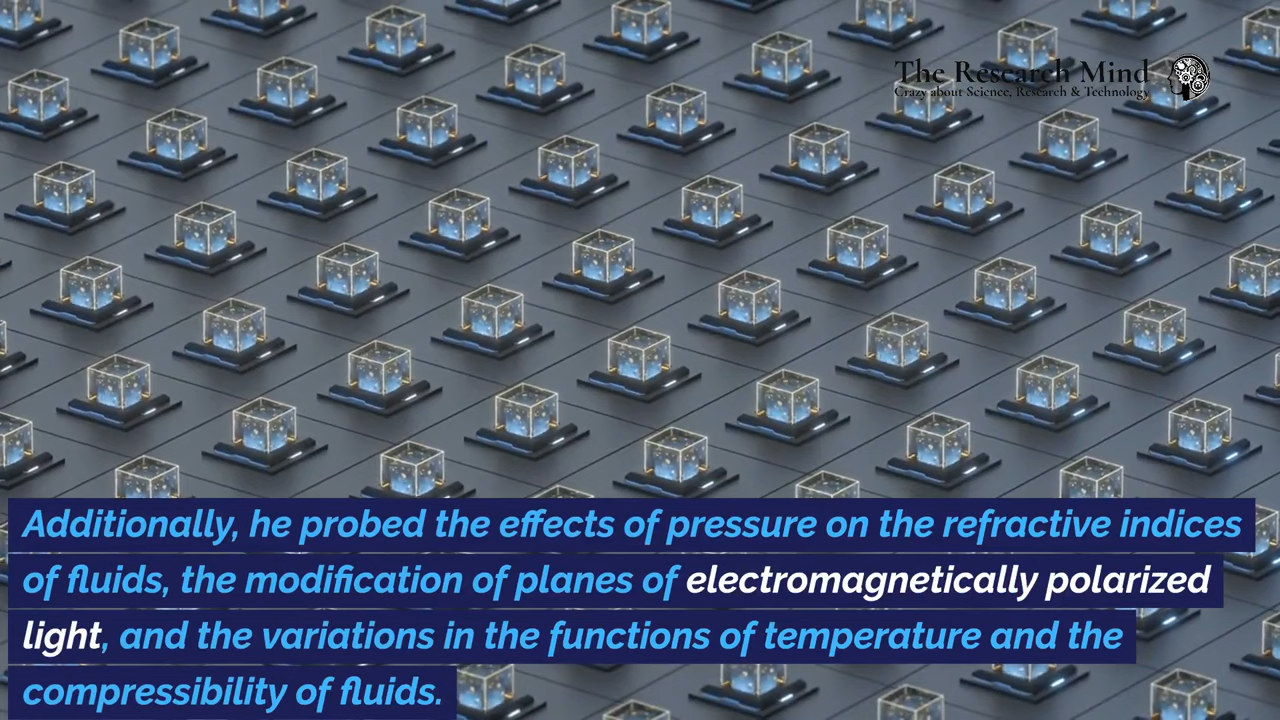 The Research Mind
Crazy about Science, Research & Technology
Additionally, he probed the effects of pressure on the refractive indices
of fluids, the modification of planes of electromagnetically polarized
light, and the variations in the functions of temperature and the
compressibility of fluids.